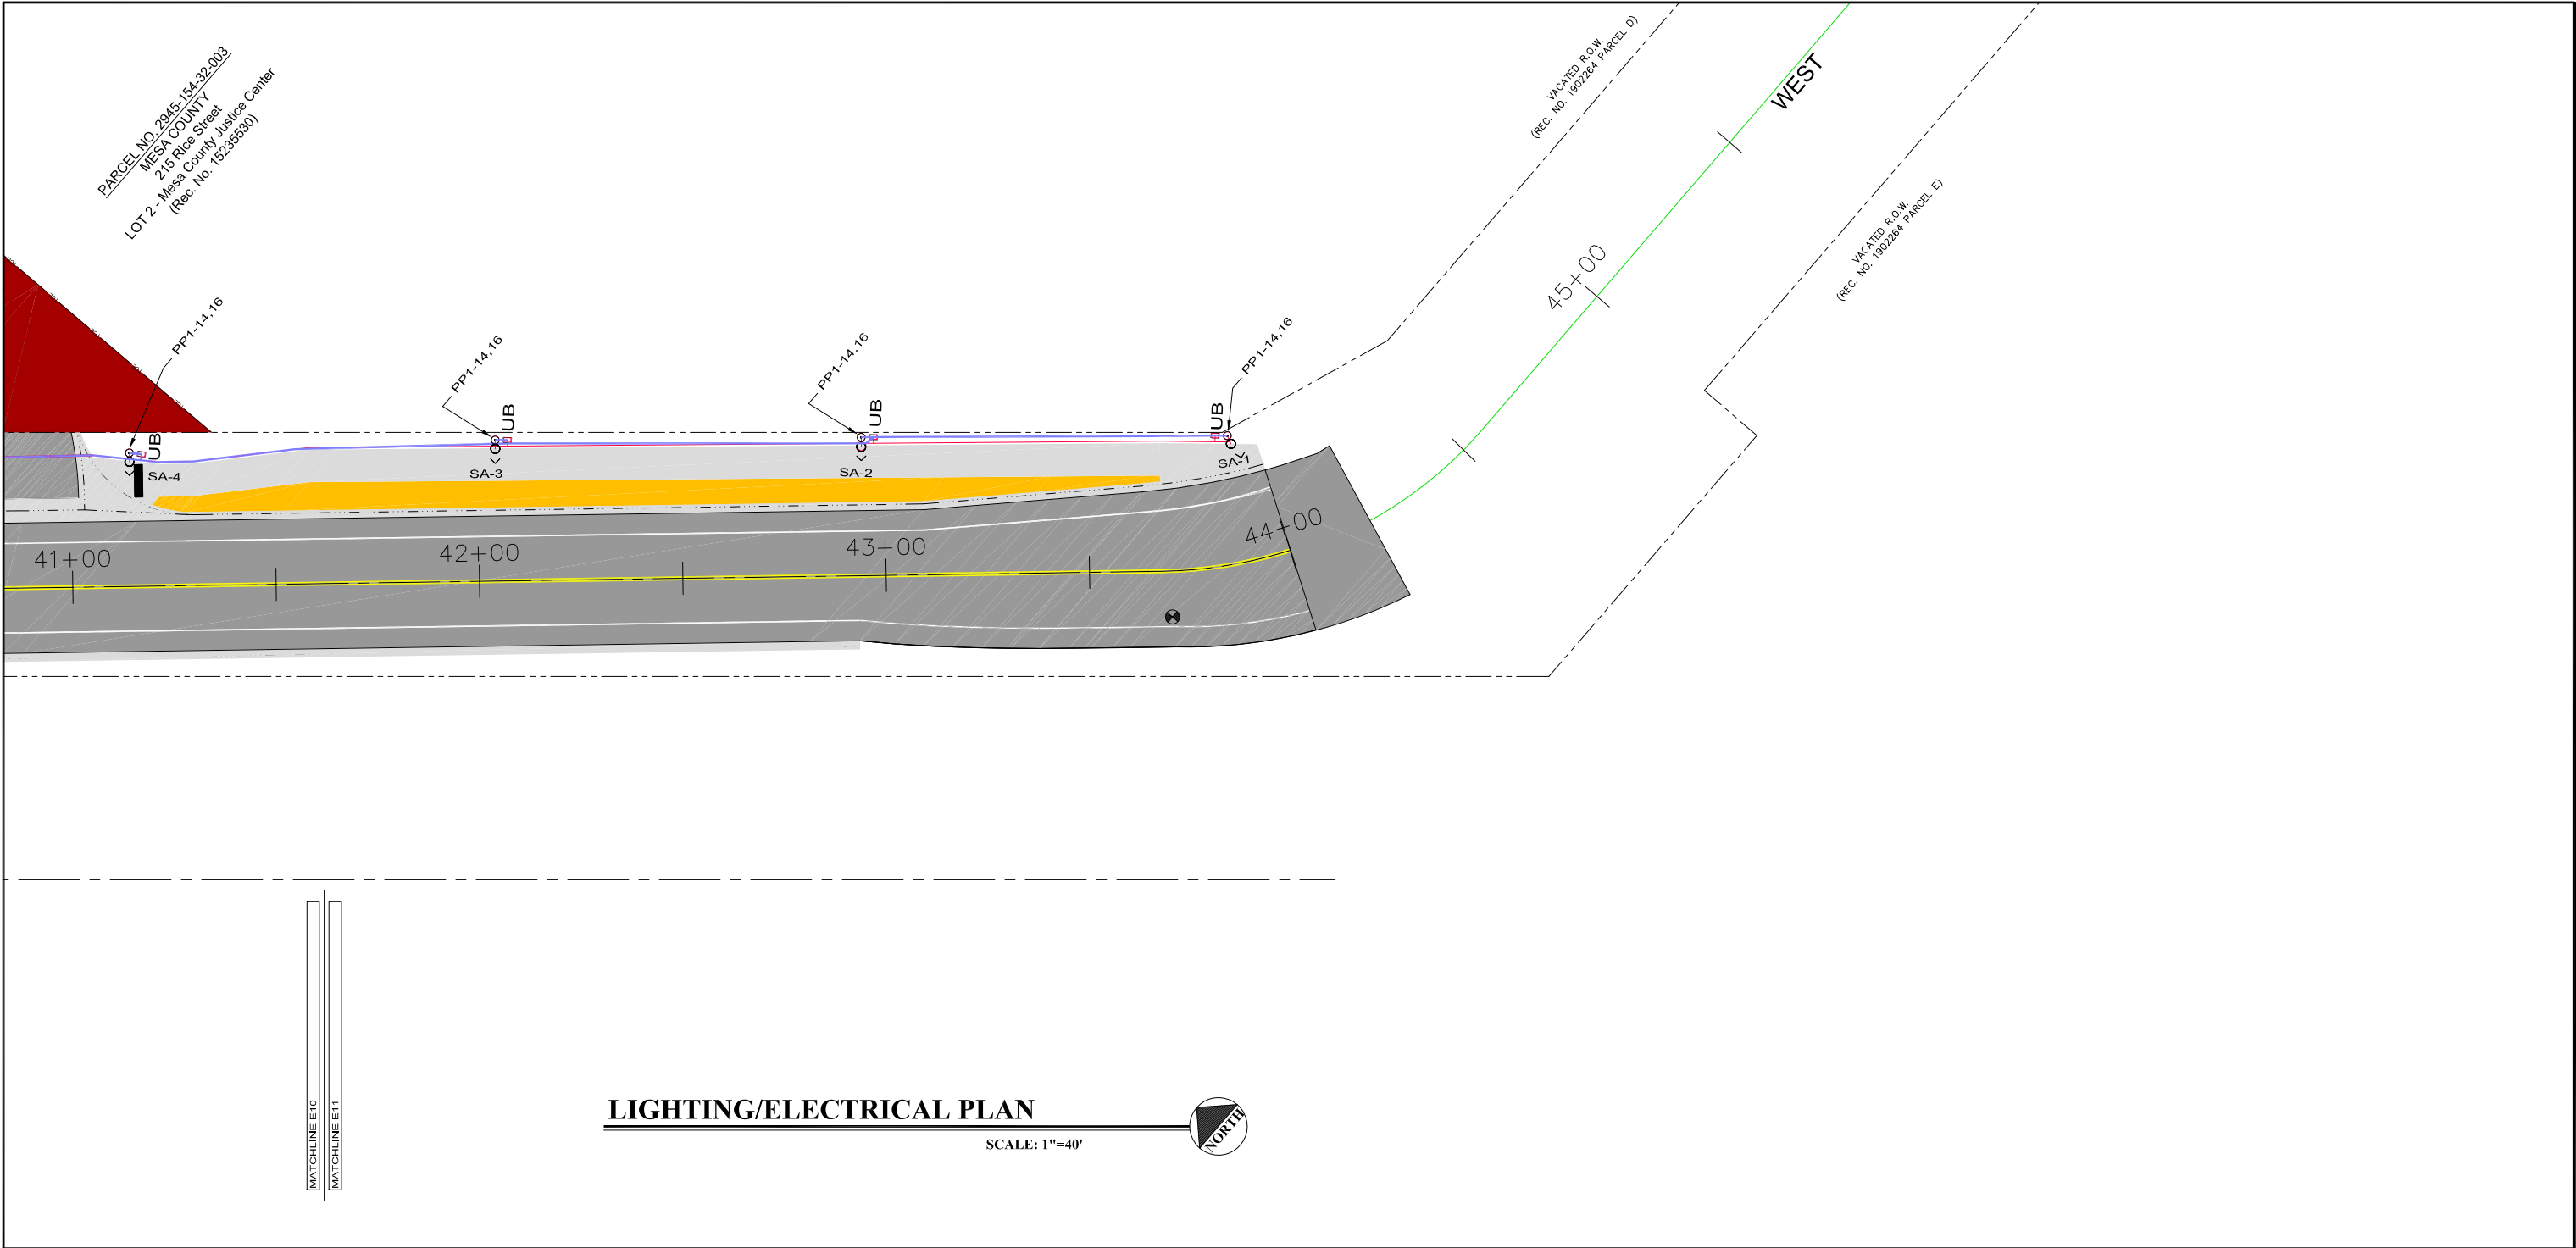 PARCEL NO. 2945-154-32-003
MESA COUNTY
215 Rice Street
LOT 2 - Mesa County Justice Center
(Rec. No. 15235530)
VACATED R.O.W.
(REC. NO. 1902264 PARCEL D)
WEST
VACATED R.O.W.
(REC. NO. 1902264 PARCEL E)
45+00
PP1-14,16
PP1-14,16
PP1-14,16
PP1-14,16
UB
UB
UB
UB
SA-4
SA-3
SA-2
SA-1
41+00
42+00
43+00
44+00
MATCHLINE E10
MATCHLINE E11
LIGHTING/ELECTRICAL PLAN
SCALE: 1"=40'
NORTH